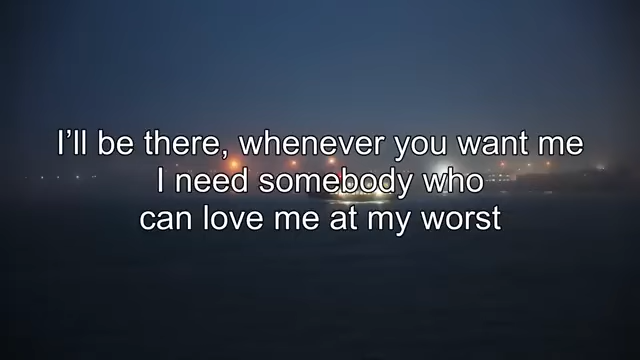 I’ll be there, whenever you want me
I need somebody who
can love me at my worst